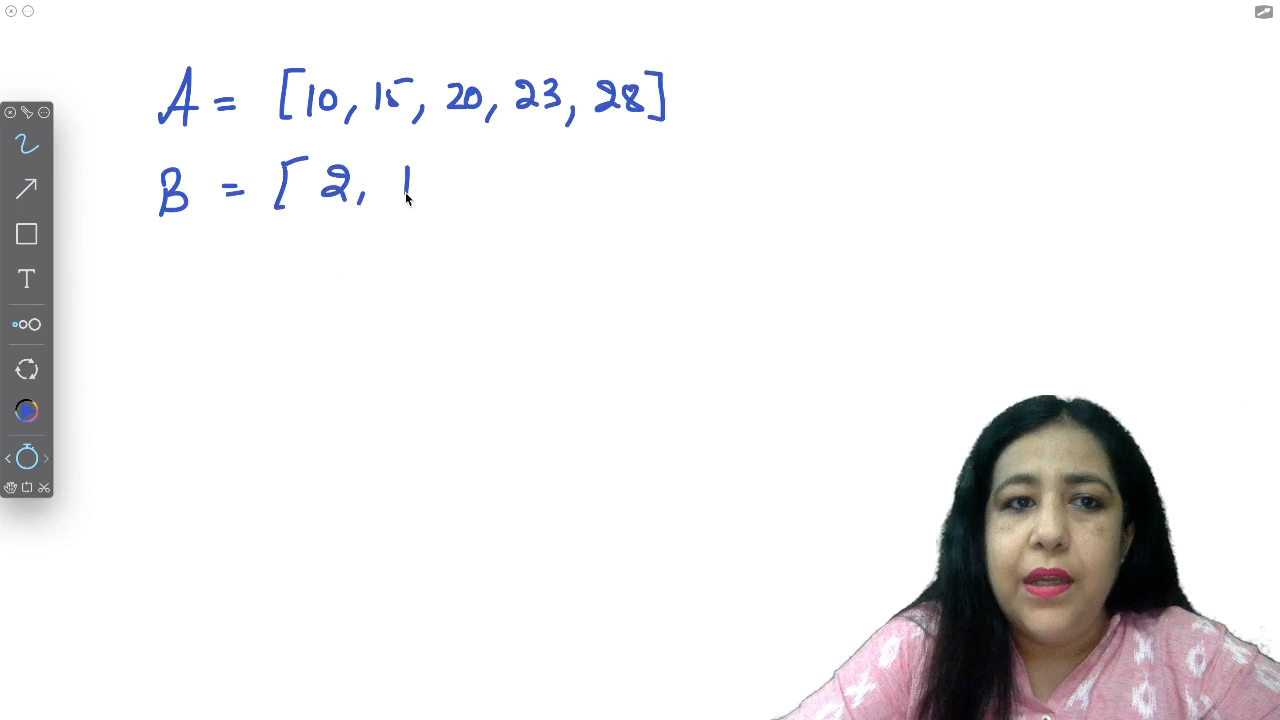 A = [10, 15, 20, 23, 28]
B = [ 2, 1
T